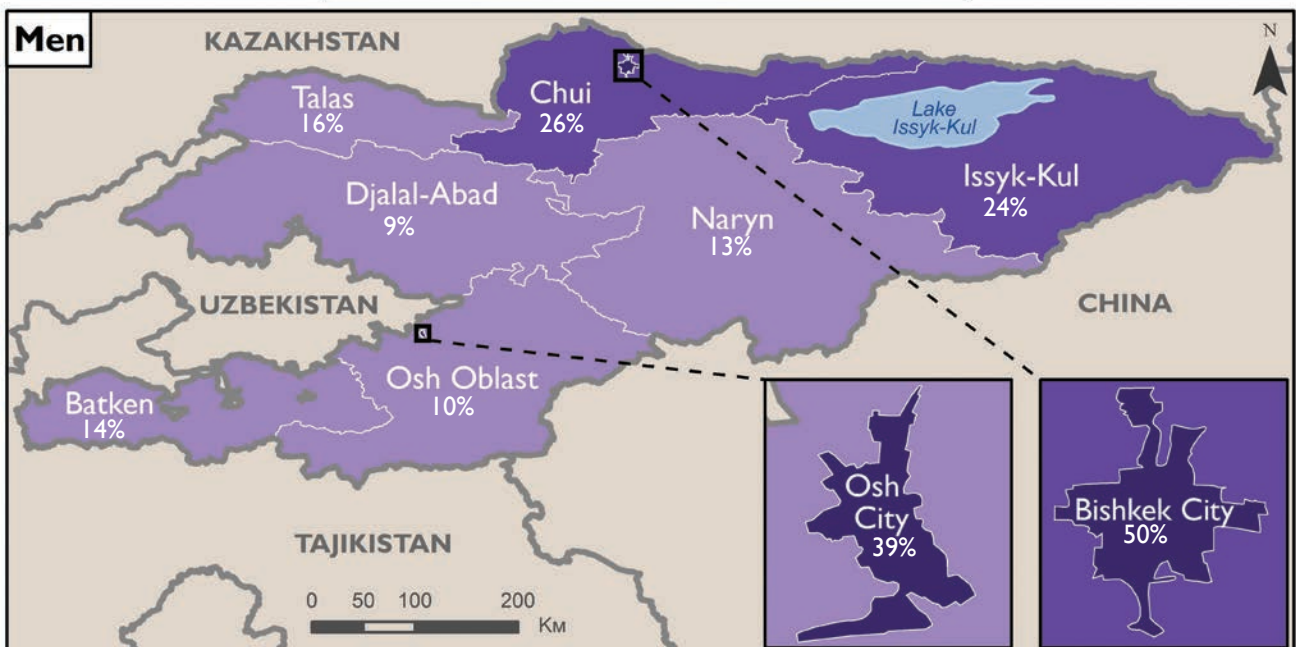 Men
KAZAKHSTAN
N
Talas
16%
Chui
26%
Lake
Issyk-Kul
Issyk-Kul
24%
Djalal-Abad
9%
Naryn
13%
UZBEKISTAN
CHINA
Osh Oblast
10%
Batken
14%
Osh
City
39%
Bishkek City
50%
TAJIKISTAN
0 50 100 200
KM